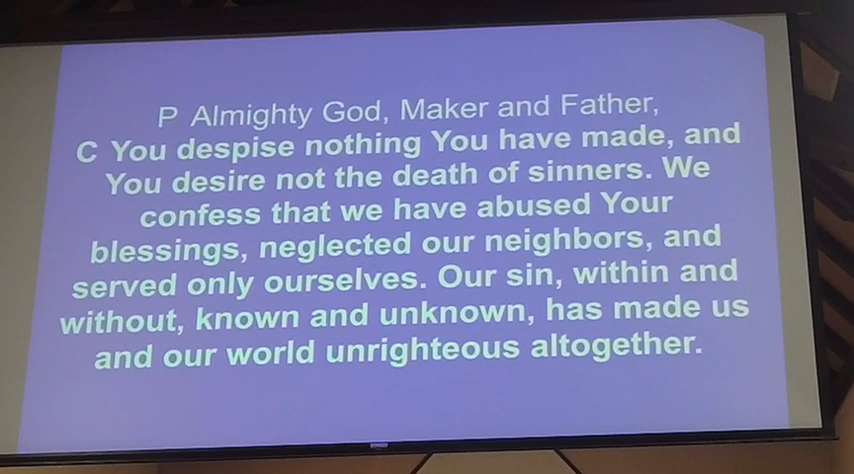 P Almighty God, Maker and Father,
C You despise nothing You have made, and
You desire not the death of sinners. We
confess that we have abused Your
blessings, neglected our neighbors, and
served only ourselves. Our sin, within and
without, known and unknown, has made us
and our world unrighteous altogether.